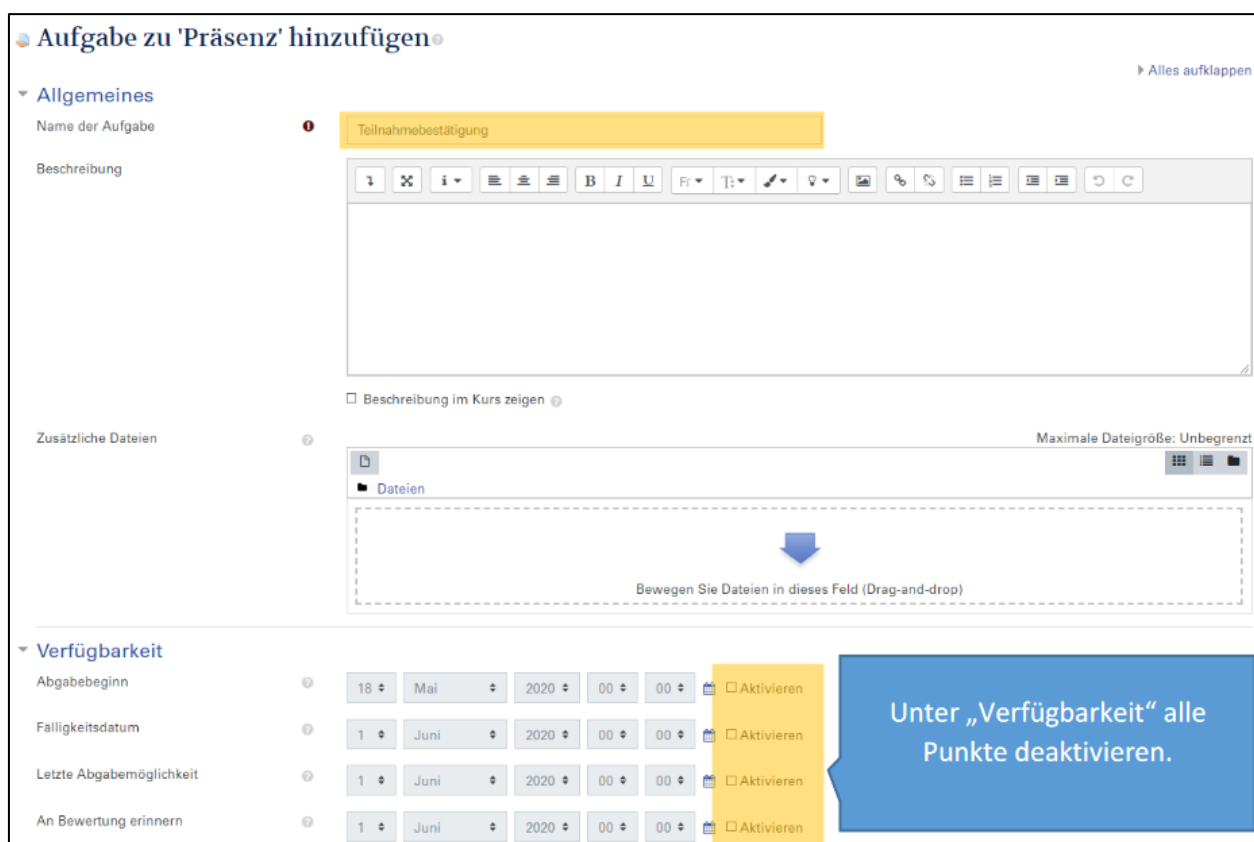 Aufgabe zu 'Präsenz' hinzufügen
Alles aufklappen
Allgemeines
Name der Aufgabe
Teilnahmebestätigung
Beschreibung
i B I U
Beschreibung im Kurs zeigen
Zusätzliche Dateien
Maximale Dateigröße: Unbegrenzt
Dateien
Bewegen Sie Dateien in dieses Feld (Drag-and-drop)
Verfügbarkeit
Abgabebeginn 18 Mai 2020 00 00 Aktivieren
Fälligkeitsdatum 1 Juni 2020 00 00 Aktivieren
Letzte Abgabemöglichkeit 1 Juni 2020 00 00 Aktivieren
An Bewertung erinnern 1 Juni 2020 00 00 Aktivieren
Unter „Verfügbarkeit“ alle
Punkte deaktivieren.